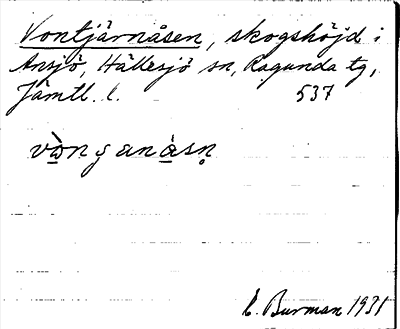 Vontjärnåsen, skogshöjd i
Ansjö, Hällesjö sn, Ragunda tg,
Jämtl. l. 537
E. Burman 1931